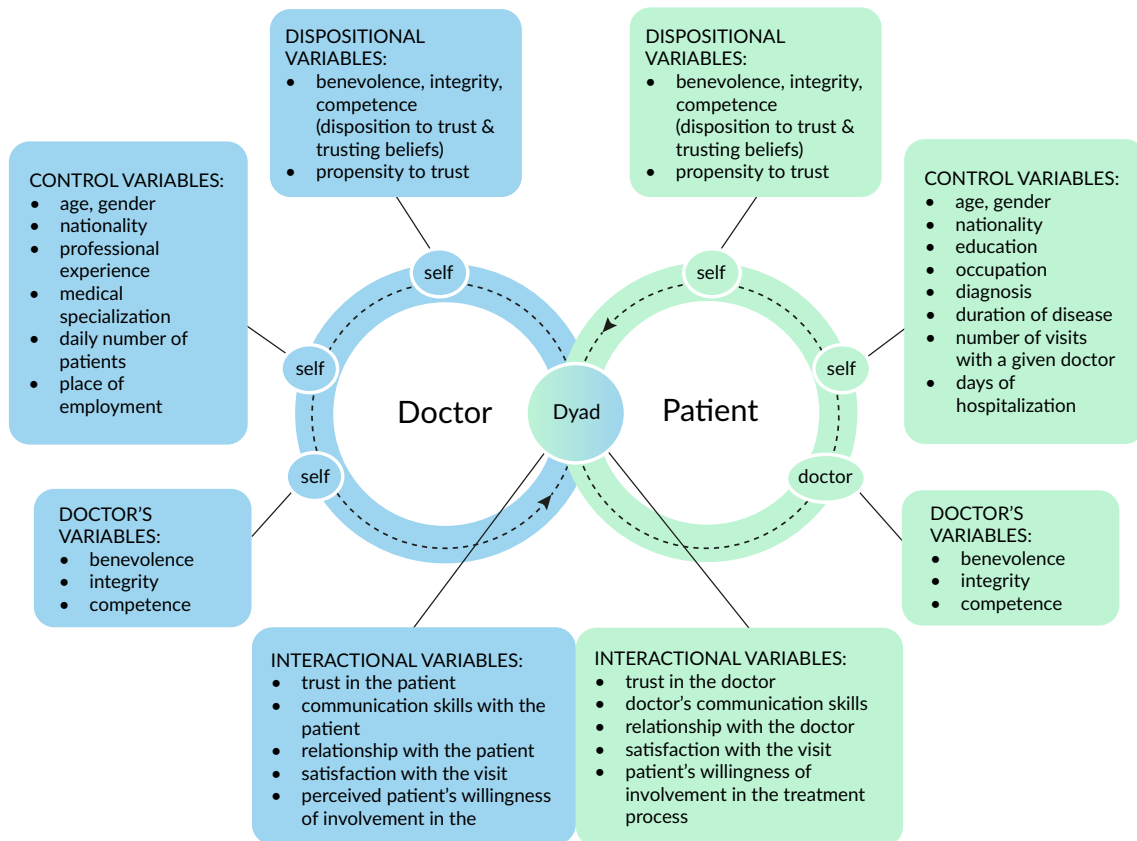 DISPOSITIONAL
VARIABLES:
• benevolence, integrity,
competence
(disposition to trust &
trusting beliefs)
• propensity to trust
DISPOSITIONAL
VARIABLES:
• benevolence, integrity,
competence
(disposition to trust &
trusting beliefs)
• propensity to trust
CONTROL VARIABLES:
• age, gender
• nationality
• professional
experience
• medical
specialization
• daily number of
patients
• place of
employment
CONTROL VARIABLES:
• age, gender
• nationality
• education
• occupation
• diagnosis
• duration of disease
• number of visits
with a given doctor
• days of
hospitalization
self
self
self
self
Doctor
Dyad
Patient
self
doctor
DOCTOR’S
VARIABLES:
• benevolence
• integrity
• competence
DOCTOR’S
VARIABLES:
• benevolence
• integrity
• competence
INTERACTIONAL VARIABLES:
• trust in the patient
• communication skills with the
patient
• relationship with the patient
• satisfaction with the visit
• perceived patient’s willingness
of involvement in the
INTERACTIONAL VARIABLES:
• trust in the doctor
• doctor’s communication skills
• relationship with the doctor
• satisfaction with the visit
• patient’s willingness of
involvement in the treatment
process